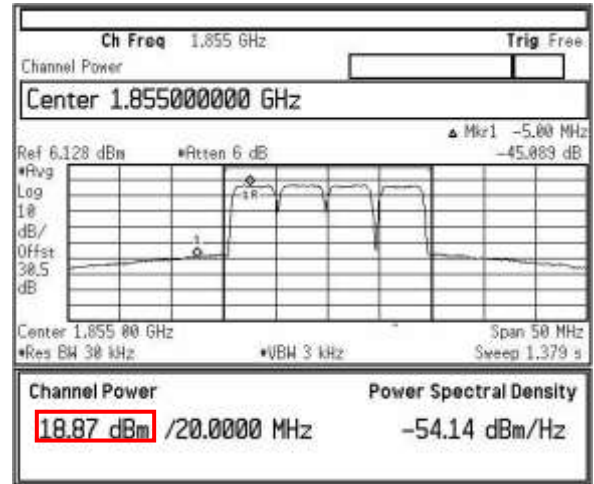 Ch Freq 1.855 GHz Trig Free
Channel Power
Center 1.855000000 GHz
▵ Mkr1 -5.00 MHz
Ref 6.128 dBm *Atten 6 dB -45.089 dB
*Avg
Log
10
dB/
Offst
30.5
dB
1R
1
Center 1.855 00 GHz Span 50 MHz
*Res BW 30 kHz *VBW 3 kHz Sweep 1.379 s
Channel Power Power Spectral Density
18.87 dBm /20.0000 MHz -54.14 dBm/Hz